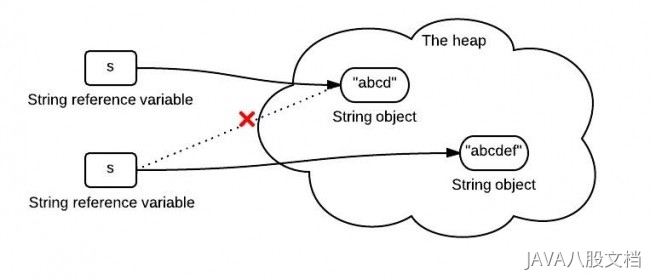 The heap
s
"abcd"
String reference variable
String object
s
"abcdef"
String reference variable
String object
JAVA八股文档